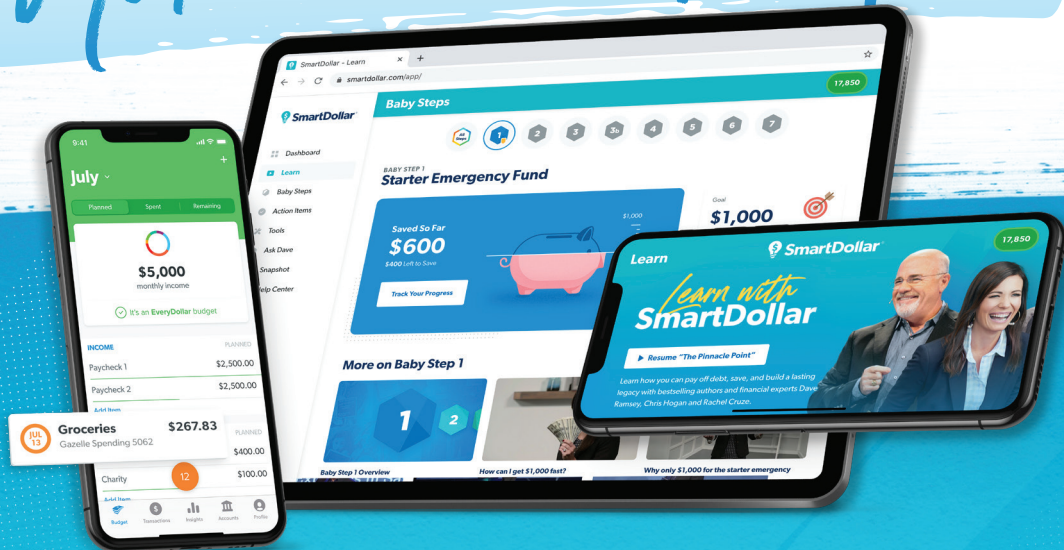 9:41
July
Planned Spent Remaining
$5,000
monthly income
It's an EveryDollar budget
INCOME PLANNED
Paycheck 1 $2,500.00
Paycheck 2 $2,500.00
Add Item
JUL 13
Groceries $267.83
Gazelle Spending 5062
PLANNED
$400.00
Charity $100.00
12
Add Item
Budget Transactions Insights Accounts Profile
SmartDollar - Learn
smartdollar.com/app/
SmartDollar
Dashboard
Learn
Baby Steps
Action Items
Tools
Ask Dave
Snapshot
Help Center
Baby Steps
17,850
1 2 3 3b 4 5 6 7
BABY STEP 1
Starter Emergency Fund
Saved So Far
$600
$400 Left to Save
Track Your Progress
$1,000
Goal
$1,000
More on Baby Step 1
1 2
Baby Step 1 Overview
How can I get $1,000 fast?
Why only $1,000 for the starter emergency
Learn
SmartDollar
17,850
Learn with
SmartDollar
Resume "The Pinnacle Point"
Learn how you can pay off debt, save, and build a lasting
legacy with bestselling authors and financial experts Dave
Ramsey, Chris Hogan and Rachel Cruze.